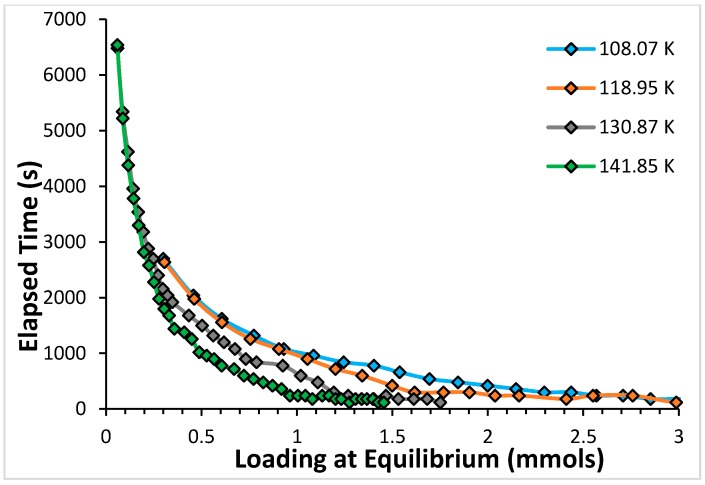 7000
6000
5000
4000
3000
2000
1000
0
Elapsed Time (s)
108.07 K
118.95 K
130.87 K
141.85 K
0 0.5 1 1.5 2 2.5 3
Loading at Equilibrium (mmols)